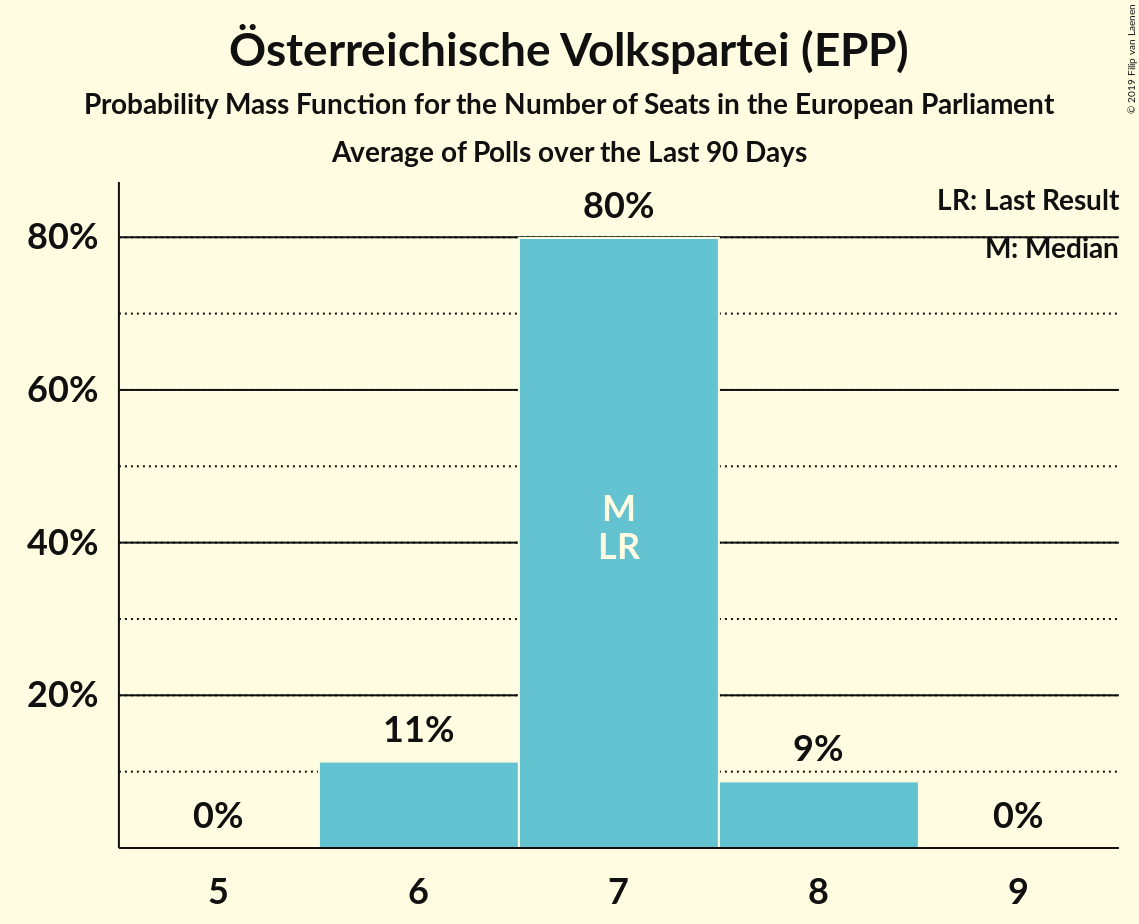 Österreichische Volkspartei (EPP)
Probability Mass Function for the Number of Seats in the European Parliament
Average of Polls over the Last 90 Days
© 2019 Filip van Laenen
LR: Last Result
M: Median
80%
60%
40%
20%
0%
11%
80%
M
LR
9%
0%
5
6
7
8
9